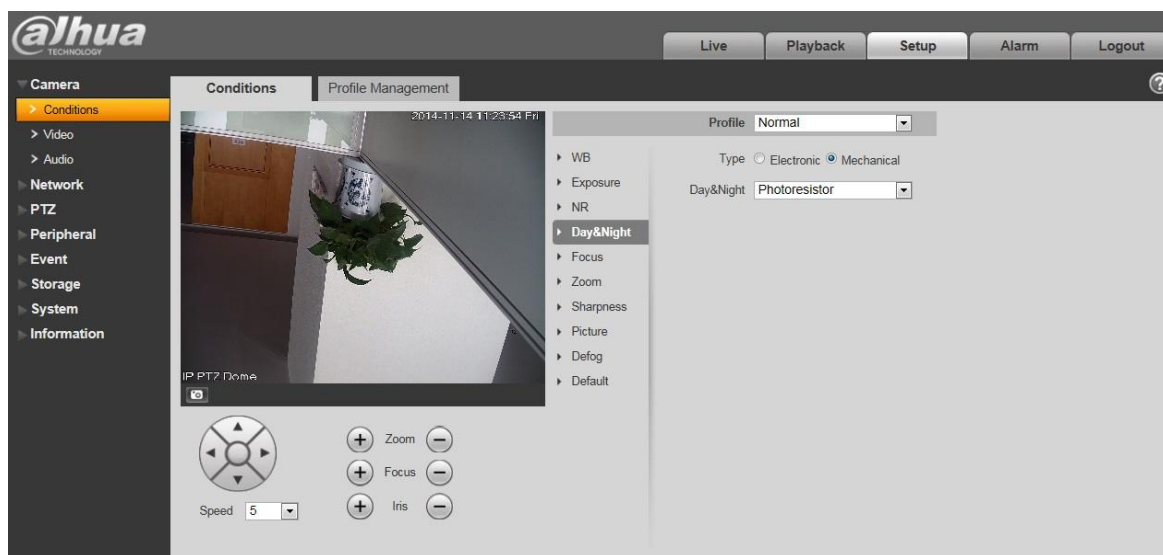 alhua
TECHNOLOGY
Live
Playback
Setup
Alarm
Logout
Camera
Conditions
Video
Audio
Network
PTZ
Peripheral
Event
Storage
System
Information
Conditions
Profile Management
2014-11-14 11:23:54 Fri
IP PTZ Dome
Zoom
Focus
Iris
Speed 5
WB
Exposure
NR
Day&Night
Focus
Zoom
Sharpness
Picture
Defog
Default
Profile Normal
Type Electronic Mechanical
Day&Night Photoresistor